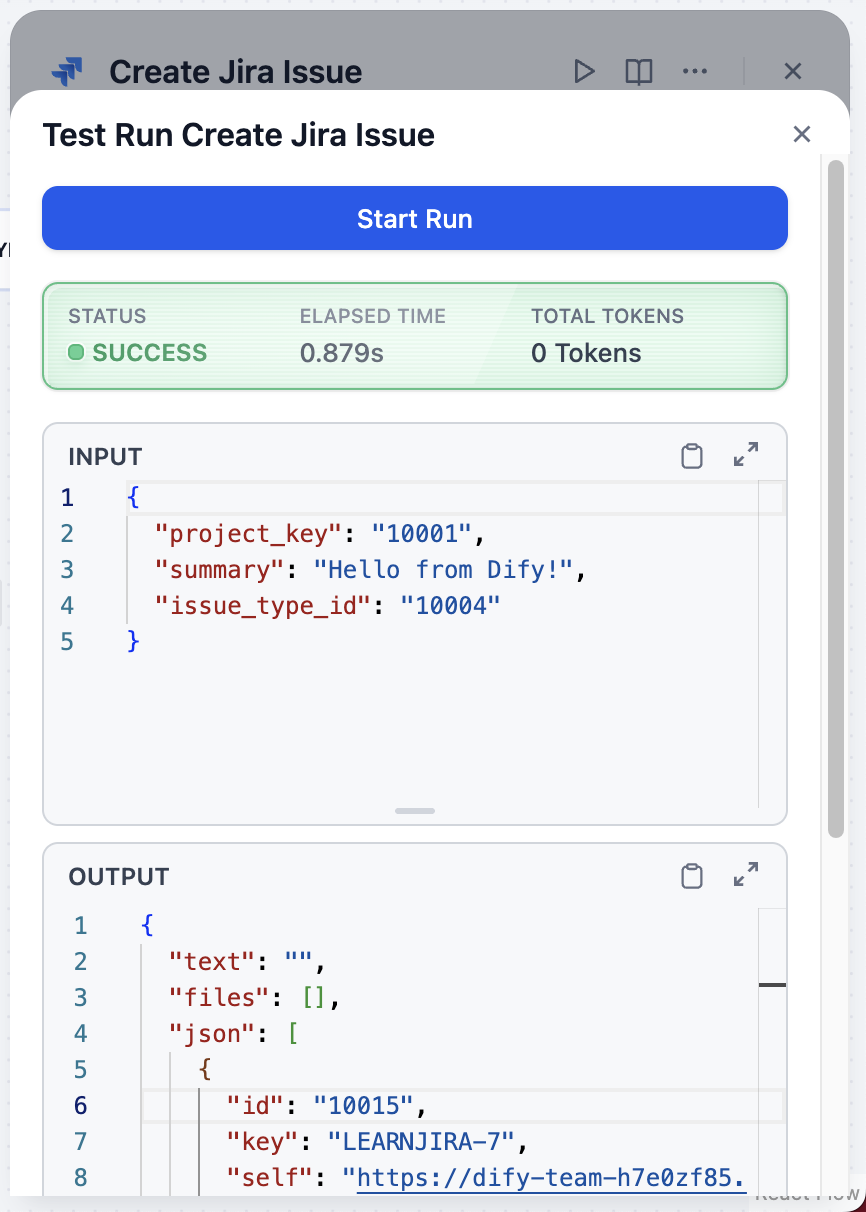 Create Jira Issue
Test Run Create Jira Issue
Start Run
STATUS
ELAPSED TIME
TOTAL TOKENS
SUCCESS
0.879s
0 Tokens
INPUT
1 {
2 "project_key": "10001",
3 "summary": "Hello from Dify!",
4 "issue_type_id": "10004"
5 }
OUTPUT
1 {
2 "text": "",
3 "files": [],
4 "json": [
5 {
6 "id": "10015",
7 "key": "LEARNJIRA-7",
8 "self": "https://dify-team-h7e0zf85.
React Flow